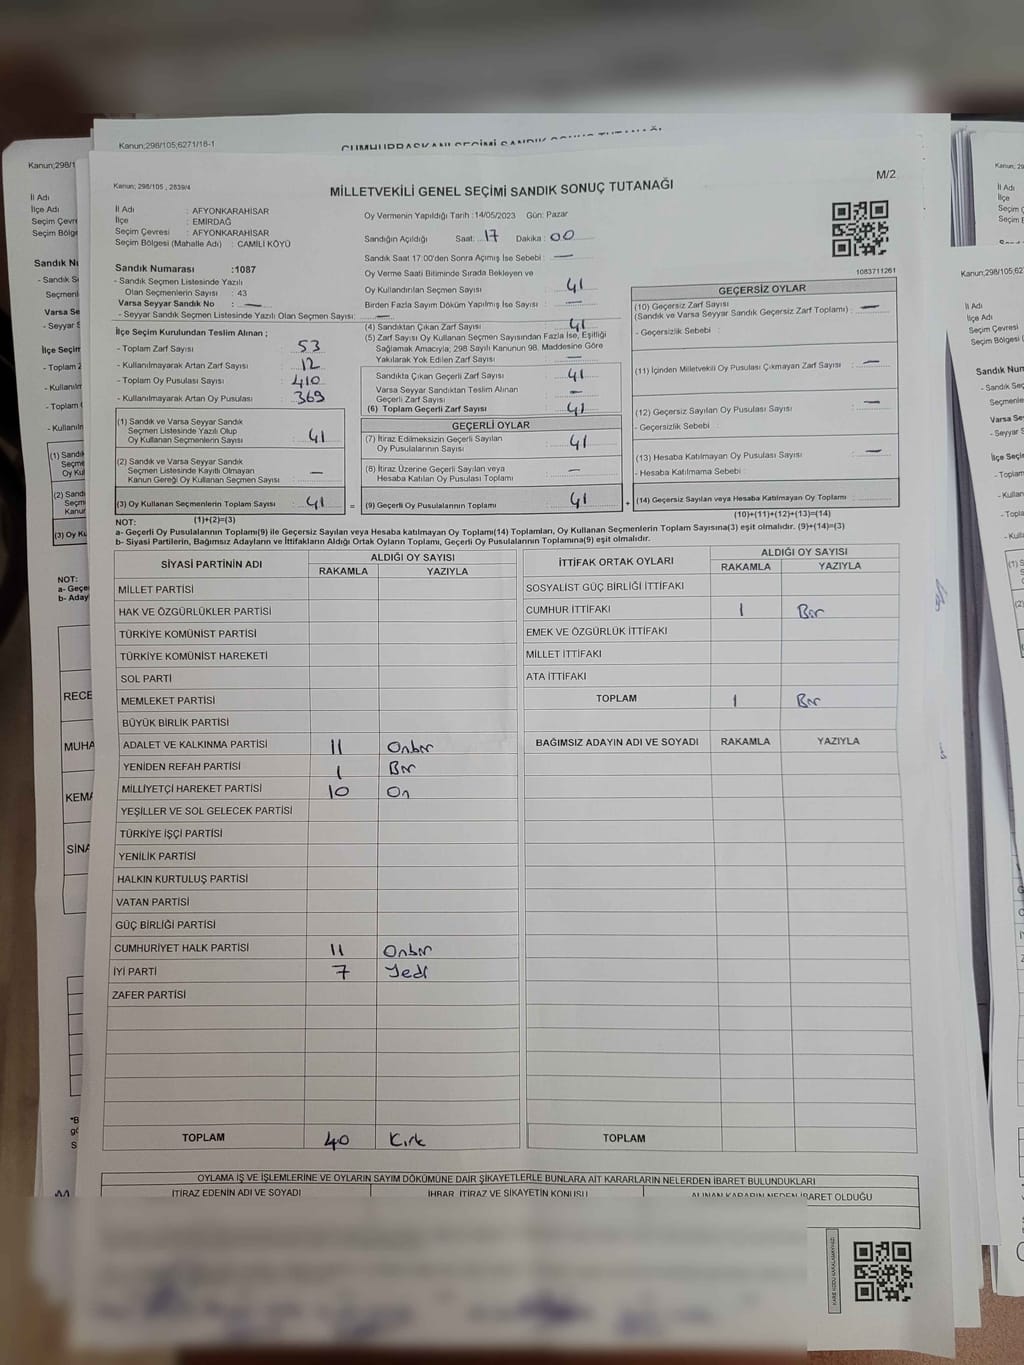 Kanun;298/105;6271/16-1
Kanun; 298/105 , 2839/4
MİLLETVEKİLİ GENEL SEÇİMİ SANDIK SONUÇ TUTANAĞI
M/2
İl Adı : AFYONKARAHİSAR
İlçe : EMİRDAĞ
Seçim Çevresi : AFYONKARAHİSAR
Seçim Bölgesi (Mahalle Adı) : CAMİLİ KÖYÜ
Oy Vermenin Yapıldığı Tarih :14/05/2023 Gün: Pazar
Sandığın Açıldığı Saat: 17 Dakika : 00
Sandık Saat 17:00'den Sonra Açımış İse Sebebi : —
Oy Verme Saati Bitiminde Sırada Bekleyen ve
Oy Kullandırılan Seçmen Sayısı : 41
Birden Fazla Sayım Döküm Yapılmış İse Sayısı : —
1083711261
Sandık Numarası :1087
- Sandık Seçmen Listesinde Yazılı
Olan Seçmenlerin Sayısı : 43
Varsa Seyyar Sandık No : —
- Seyyar Sandık Seçmen Listesinde Yazılı Olan Seçmen Sayısı: —
İlçe Seçim Kurulundan Teslim Alınan ;
- Toplam Zarf Sayısı : 53
- Kullanılmayarak Artan Zarf Sayısı : 12
- Toplam Oy Pusulası Sayısı : 410
- Kullanılmayarak Artan Oy Pusulası : 369
(1) Sandık ve Varsa Seyyar Sandık
Seçmen Listesinde Yazılı Olup
Oy Kullanan Seçmenlerin Sayısı : 41
(2) Sandık ve Varsa Seyyar Sandık
Seçmen Listesinde Kayıtlı Olmayan
Kanun Gereği Oy Kullanan Seçmen Sayısı : —
(3) Oy Kullanan Seçmenlerin Toplam Sayısı : 41 =
(1)+(2)=(3)
(4) Sandıktan Çıkan Zarf Sayısı : 41
(5) Zarf Sayısı Oy Kullanan Seçmen Sayısından Fazla İse, Eşitliği
Sağlamak Amacıyla; 298 Sayılı Kanunun 98. Maddesine Göre
Yakılarak Yok Edilen Zarf Sayısı : —
Sandıkta Çıkan Geçerli Zarf Sayısı : 41
Varsa Seyyar Sandıktan Teslim Alınan
Geçerli Zarf Sayısı : —
(6) Toplam Geçerli Zarf Sayısı : 41
GEÇERLİ OYLAR
(7) İtiraz Edilmeksizin Geçerli Sayılan
Oy Pusulalarının Sayısı : 41
(8) İtiraz Üzerine Geçerli Sayılan veya
Hesaba Katılan Oy Pusulası Toplamı : —
(9) Geçerli Oy Pusulalarının Toplamı : 41 +
GEÇERSİZ OYLAR
(10) Geçersiz Zarf Sayısı
(Sandık ve Varsa Seyyar Sandık Geçersiz Zarf Toplamı) : —
- Geçersizlik Sebebi :
(11) İçinden Milletvekili Oy Pusulası Çıkmayan Zarf Sayısı : —
(12) Geçersiz Sayılan Oy Pusulası Sayısı : —
- Geçersizlik Sebebi :
(13) Hesaba Katılmayan Oy Pusulası Sayısı : —
- Hesaba Katılmama Sebebi :
(14) Geçersiz Sayılan veya Hesaba Katılmayan Oy Toplamı :
(10)+(11)+(12)+(13)=(14)
NOT:
a- Geçerli Oy Pusulalarının Toplamı(9) ile Geçersiz Sayılan veya Hesaba Katılmayan Oy Toplamı(14) Toplamları, Oy Kullanan Seçmenlerin Toplam Sayısına(3) eşit olmalıdır. (9)+(14)=(3)
b- Siyasi Partilerin, Bağımsız Adayların ve İttifakların Aldığı Ortak Oyların Toplamı, Geçerli Oy Pusulalarının Toplamına(9) eşit olmalıdır.
SİYASİ PARTİNİN ADI ALDIĞI OY SAYISI
RAKAMLA YAZIYLA
MİLLET PARTİSİ
HAK VE ÖZGÜRLÜKLER PARTİSİ
TÜRKİYE KOMÜNİST PARTİSİ
TÜRKİYE KOMÜNİST HAREKETİ
SOL PARTİ
MEMLEKET PARTİSİ
BÜYÜK BİRLİK PARTİSİ
ADALET VE KALKINMA PARTİSİ 11 Onbir
YENİDEN REFAH PARTİSİ 1 Bir
MİLLİYETÇİ HAREKET PARTİSİ 10 On
YEŞİLLER VE SOL GELECEK PARTİSİ
TÜRKİYE İŞÇİ PARTİSİ
YENİLİK PARTİSİ
HALKIN KURTULUŞ PARTİSİ
VATAN PARTİSİ
GÜÇ BİRLİĞİ PARTİSİ
CUMHURİYET HALK PARTİSİ 11 Onbir
İYİ PARTİ 7 Yedi
ZAFER PARTİSİ
TOPLAM 40 Kırk
İTTİFAK ORTAK OYLARI ALDIĞI OY SAYISI
RAKAMLA YAZIYLA
SOSYALİST GÜÇ BİRLİĞİ İTTİFAKI
CUMHUR İTTİFAKI 1 Bir
EMEK VE ÖZGÜRLÜK İTTİFAKI
MİLLET İTTİFAKI
ATA İTTİFAKI
TOPLAM 1 Bir
BAĞIMSIZ ADAYIN ADI VE SOYADI RAKAMLA YAZIYLA
TOPLAM
OYLAMA İŞ VE İŞLEMLERİNE VE OYLARIN SAYIM DÖKÜMÜNE DAİR ŞİKAYETLERLE BUNLARA AİT KARARLARIN NELERDEN İBARET BULUNDUKLARI
İTİRAZ EDENİN ADI VE SOYADI İHBAR, İTİRAZ VE ŞİKAYETİN KONUSU ALINAN KARARIN NEDEN İBARET OLDUĞU